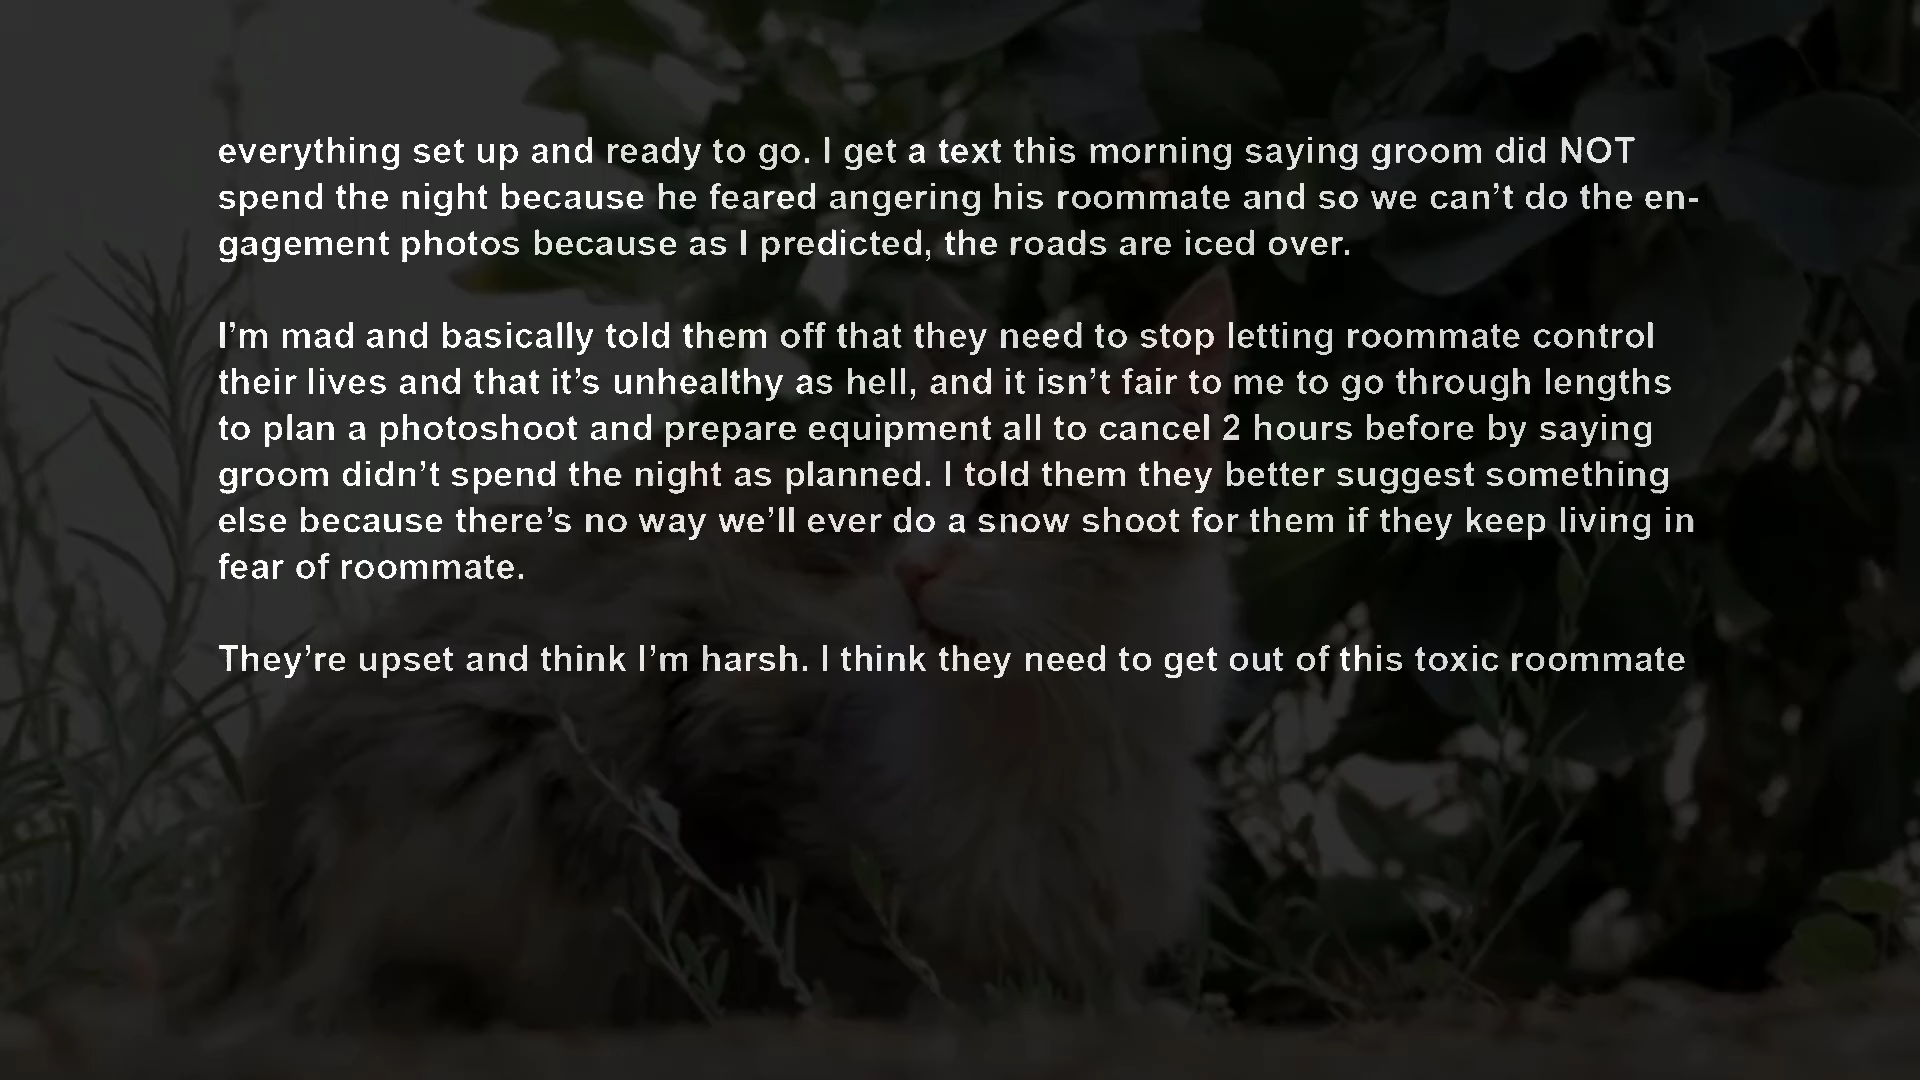 everything set up and ready to go. I get a text this morning saying groom did NOT
spend the night because he feared angering his roommate and so we can’t do the en-
gagement photos because as I predicted, the roads are iced over.
I’m mad and basically told them off that they need to stop letting roommate control
their lives and that it’s unhealthy as hell, and it isn’t fair to me to go through lengths
to plan a photoshoot and prepare equipment all to cancel 2 hours before by saying
groom didn’t spend the night as planned. I told them they better suggest something
else because there’s no way we’ll ever do a snow shoot for them if they keep living in
fear of roommate.
They’re upset and think I’m harsh. I think they need to get out of this toxic roommate